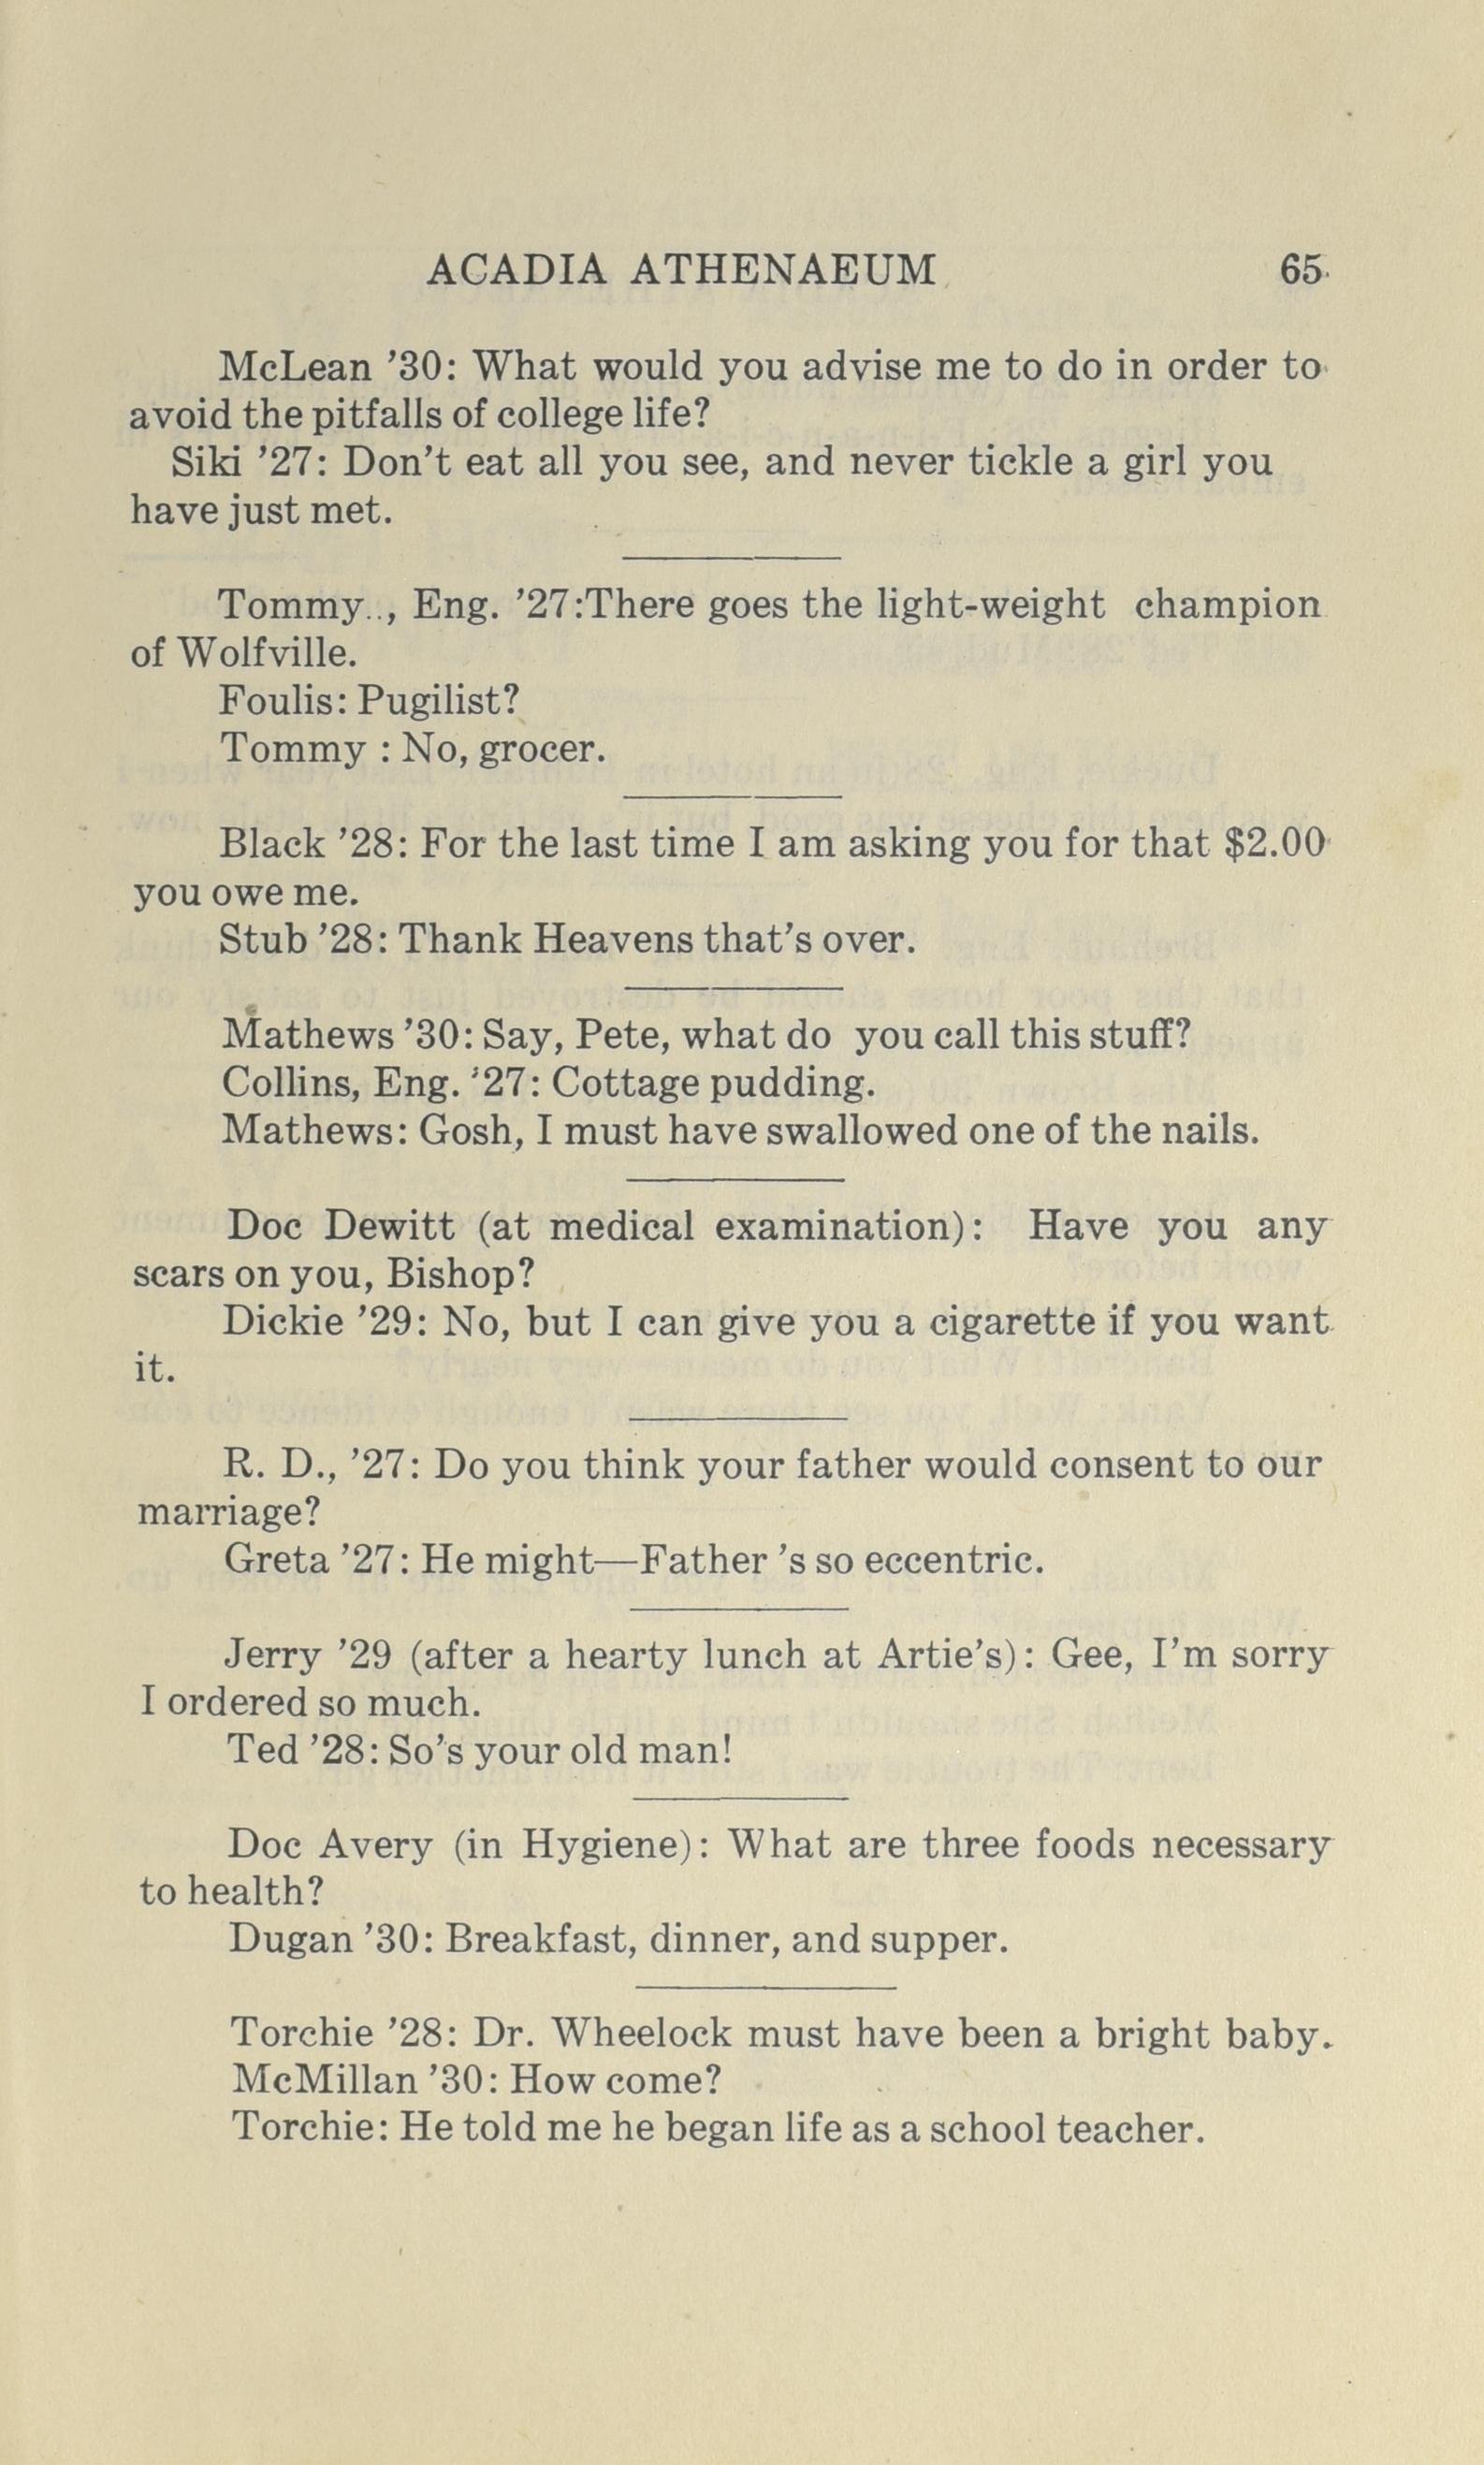 ACADIA ATHENAEUM 65
McLean ’30: What would you advise me to do in order to
avoid the pitfalls of college life?
Siki ’27: Don’t eat all you see, and never tickle a girl you
have just met.
Tommy.., Eng. ’27:There goes the light-weight champion
of Wolfville.
Foulis: Pugilist?
Tommy : No, grocer.
Black ’28: For the last time I am asking you for that $2.00
you owe me.
Stub ’28: Thank Heavens that’s over.
Mathews ’30: Say, Pete, what do you call this stuff?
Collins, Eng. ’27: Cottage pudding.
Mathews: Gosh, I must have swallowed one of the nails.
Doc Dewitt (at medical examination): Have you any
scars on you, Bishop?
Dickie ’29: No, but I can give you a cigarette if you want
it.
R. D., ’27: Do you think your father would consent to our
marriage?
Greta ’27: He might—Father ’s so eccentric.
Jerry ’29 (after a hearty lunch at Artie’s): Gee, I’m sorry
I ordered so much.
Ted ’28: So’s your old man!
Doc Avery (in Hygiene): What are three foods necessary
to health?
Dugan ’30: Breakfast, dinner, and supper.
Torchie ’28: Dr. Wheelock must have been a bright baby.
McMillan ’30: How come?
Torchie: He told me he began life as a school teacher.